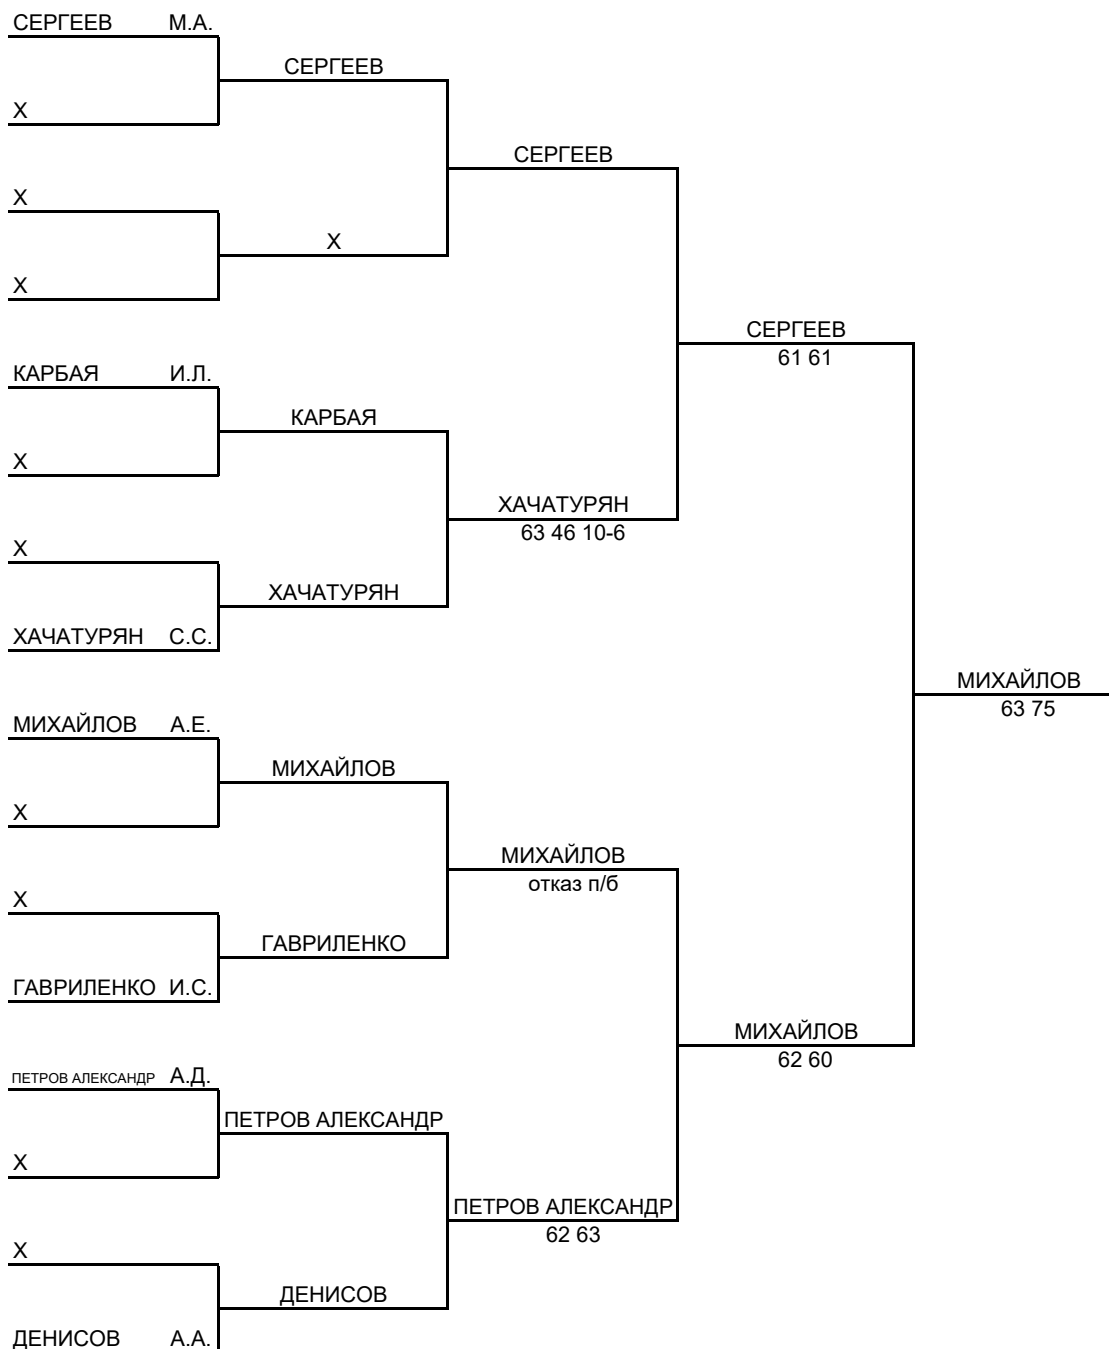 СЕРГЕЕВ М.А.
СЕРГЕЕВ
Х
СЕРГЕЕВ
Х
Х
Х
СЕРГЕЕВ
61 61
КАРБАЯ И.Л.
КАРБАЯ
Х
ХАЧАТУРЯН
63 46 10-6
Х
ХАЧАТУРЯН
ХАЧАТУРЯН С.С.
МИХАЙЛОВ
63 75
МИХАЙЛОВ А.Е.
МИХАЙЛОВ
Х
МИХАЙЛОВ
отказ п/б
Х
ГАВРИЛЕНКО
ГАВРИЛЕНКО И.С.
МИХАЙЛОВ
62 60
ПЕТРОВ АЛЕКСАНДР А.Д.
ПЕТРОВ АЛЕКСАНДР
Х
ПЕТРОВ АЛЕКСАНДР
62 63
Х
ДЕНИСОВ
ДЕНИСОВ А.А.